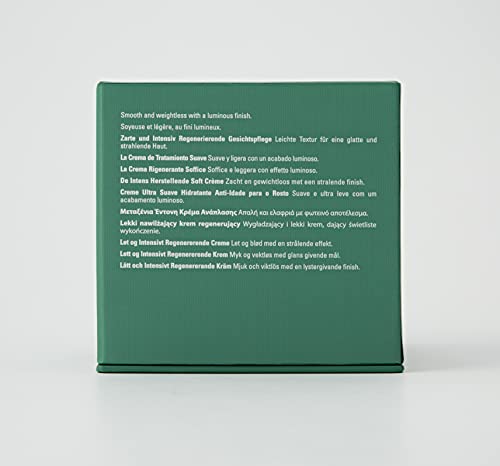 Smooth and weightless with a luminous finish.
Soyeuse et légère, au fini lumineux.
Zarte und Intensiv Regenerierende Gesichtspflege Leichte Textur für eine glatte und
strahlende Haut.
La Crema de Tratamiento Suave Suave y ligera con un acabado luminoso.
La Crema Rigenerante Soffice Soffice e leggera con effetto luminoso.
De Intens Herstellende Soft Crème Zacht en gewichtloos met een stralende finish.
Creme Ultra Suave Hidratante Anti-Idade para o Rosto Suave e ultra leve com um
acabamento luminoso.
Μεταξένια Έντονη Κρέμα Ανάπλασης Απαλή και ελαφριά με φωτεινό αποτέλεσμα.
Lekki nawilżający krem regenerujący Wygładzający i lekki krem, dający świetliste
wykończenie.
Let og Intensivt Regenererende Creme Let og blød med en strålende effekt.
Lett og Intensivt Regenererende Krem Myk og vektløs med glans givende mål.
Lätt och Intensivt Regenererande Kräm Mjuk och viktlös med en lystergivande finish.